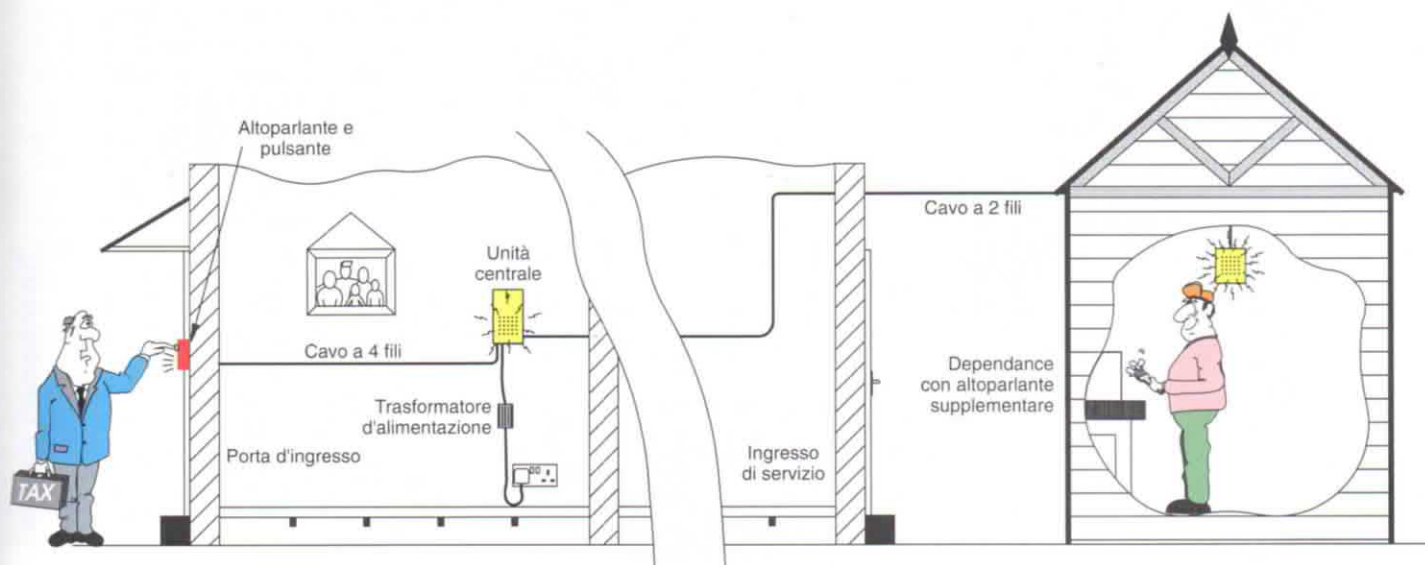 Altoparlante e
pulsante
Unità
centrale
Cavo a 4 fili
Trasformatore
d'alimentazione
Porta d'ingresso
TAX
Ingresso
di servizio
Cavo a 2 fili
Dependance
con altoparlante
supplementare